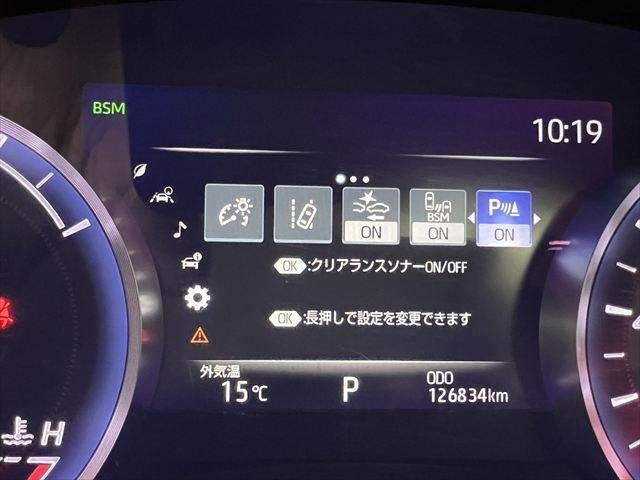 BSM
10:19
ON BSM ON P ON
OK :クリアランスソナーON/OFF
OK :長押しで設定を変更できます
外気温 ODO
15℃ P 126834km
H